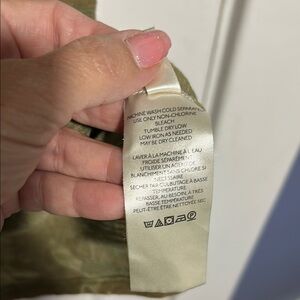 MACHINE WASH COLD SEPARATELY
USE ONLY NON-CHLORINE
BLEACH
TUMBLE DRY LOW
LOW IRON AS NEEDED
MAY BE DRY CLEANED
LAVER À LA MACHINE À L'EAU
FROIDE SÉPARÉMENT
UTILISER UN AGENT DE
BLANCHIMENT SANS CHLORE SI
NÉCESSAIRE
SÉCHER PAR CULBUTAGE À BASSE
TEMPÉRATURE
REPASSER, AU BESOIN, À TRÈS
BASSE TEMPÉRATURE
PEUT-ÊTRE NETTOYÉ SEC